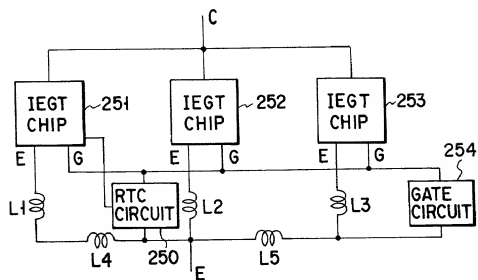 C
IEGT CHIP 251
IEGT CHIP 252
IEGT CHIP 253
E G E G E G 254
L1 RTC CIRCUIT L2 L3 GATE CIRCUIT
L4 250 L5
E